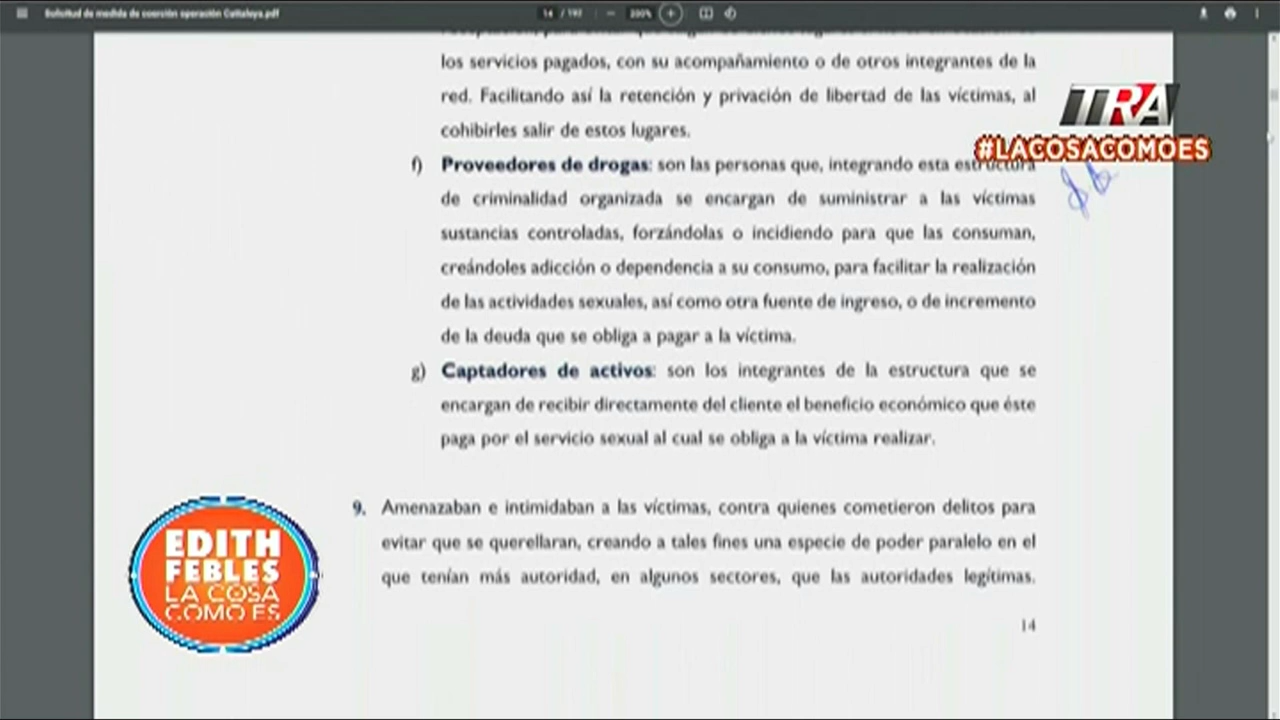 Solicitud de medida de coerción operación Cattaleya.pdf
14 / 192
200%
los servicios pagados, con su acompañamiento o de otros integrantes de la
red. Facilitando así la retención y privación de libertad de las víctimas, al
cohibirles salir de estos lugares.
TRA
#LACOSACOMOES
f) Proveedores de drogas: son las personas que, integrando esta estructura
de criminalidad organizada se encargan de suministrar a las víctimas
sustancias controladas, forzándolas o incidiendo para que las consuman,
creándoles adicción o dependencia a su consumo, para facilitar la realización
de las actividades sexuales, así como otra fuente de ingreso, o de incremento
de la deuda que se obliga a pagar a la víctima.
g) Captadores de activos: son los integrantes de la estructura que se
encargan de recibir directamente del cliente el beneficio económico que éste
paga por el servicio sexual al cual se obliga a la víctima realizar.
9. Amenazaban e intimidaban a las víctimas, contra quienes cometieron delitos para
evitar que se querellaran, creando a tales fines una especie de poder paralelo en el
que tenían más autoridad, en algunos sectores, que las autoridades legítimas.
EDITH
FEBLES
LA COSA
COMO ES
14